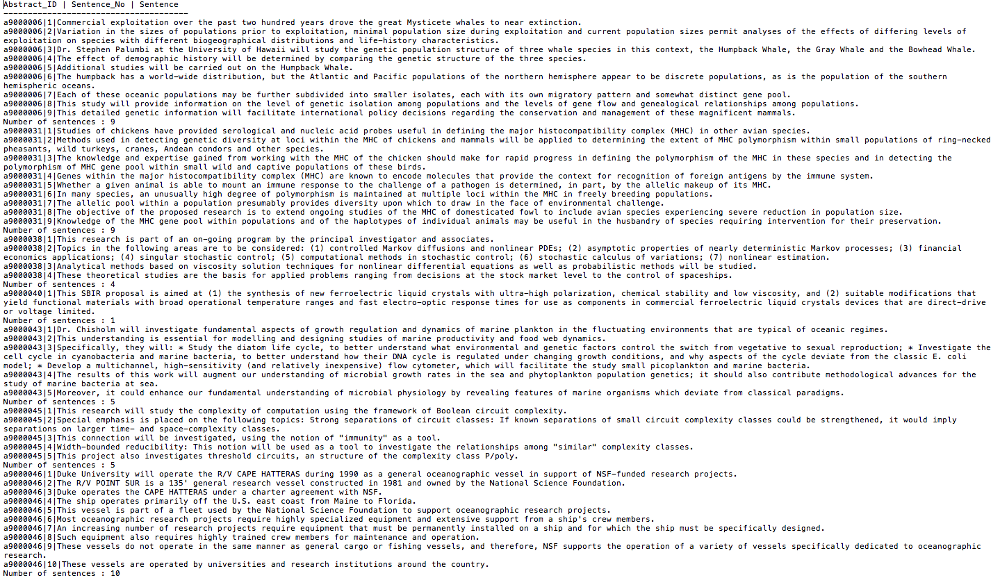 Abstract_ID | Sentence_No | Sentence
--------------------------------------
a9000006|1|Commercial exploitation over the past two hundred years drove the great Mysticete whales to near extinction.
a9000006|2|Variation in the sizes of populations prior to exploitation, minimal population size during exploitation and current population sizes permit analyses of the effects of differing levels of
exploitation on species with different biogeographical distributions and life-history characteristics.
a9000006|3|Dr. Stephen Palumbi at the University of Hawaii will study the genetic population structure of three whale species in this context, the Humpback Whale, the Gray Whale and the Bowhead Whale.
a9000006|4|The effect of demographic history will be determined by comparing the genetic structure of the three species.
a9000006|5|Additional studies will be carried out on the Humpback Whale.
a9000006|6|The humpback has a world-wide distribution, but the Atlantic and Pacific populations of the northern hemisphere appear to be discrete populations, as is the population of the southern
hemispheric oceans.
a9000006|7|Each of these oceanic populations may be further subdivided into smaller isolates, each with its own migratory pattern and somewhat distinct gene pool.
a9000006|8|This study will provide information on the level of genetic isolation among populations and the levels of gene flow and genealogical relationships among populations.
a9000006|9|This detailed genetic information will facilitate international policy decisions regarding the conservation and management of these magnificent mammals.
Number of sentences : 9
a9000031|1|Studies of chickens have provided serological and nucleic acid probes useful in defining the major histocompatibility complex (MHC) in other avian species.
a9000031|2|Methods used in detecting genetic diversity at loci within the MHC of chickens and mammals will be applied to determining the extent of MHC polymorphism within small populations of ring-necked
pheasants, wild turkeys, cranes, Andean condors and other species.
a9000031|3|The knowledge and expertise gained from working with the MHC of the chicken should make for rapid progress in defining the polymorphism of the MHC in these species and in detecting the
polymorphism of MHC gene pool within small wild and captive populations of these birds.
a9000031|4|Genes within the major histocompatibility complex (MHC) are known to encode molecules that provide the context for recognition of foreign antigens by the immune system.
a9000031|5|Whether a given animal is able to mount an immune response to the challenge of a pathogen is determined, in part, by the allelic makeup of its MHC.
a9000031|6|In many species, an unusually high degree of polymorphism is maintained at multiple loci within the MHC in freely breeding populations.
a9000031|7|The allelic pool within a population presumably provides diversity upon which to draw in the face of environmental challenge.
a9000031|8|The objective of the proposed research is to extend ongoing studies of the MHC of domesticated fowl to include avian species experiencing severe reduction in population size.
a9000031|9|Knowledge of the MHC gene pool within populations and of the haplotypes of individual animals may be useful in the husbandry of species requiring intervention for their preservation.
Number of sentences : 9
a9000038|1|This research is part of an on-going program by the principal investigator and associates.
a9000038|2|Topics in the following areas are to be considered: (1) controlled Markov diffusions and nonlinear PDEs; (2) asymptotic properties of nearly deterministic Markov processes; (3) financial
economics applications; (4) singular stochastic control; (5) computational methods in stochastic control; (6) stochastic calculus of variations; (7) nonlinear estimation.
a9000038|3|Analytical methods based on viscosity solution techniques for nonlinear differential equations as well as probabilistic methods will be studied.
a9000038|4|These theoretical studies are the basis for applied problems ranging from decisions at the stock market level to the control of spaceships.
Number of sentences : 4
a9000040|1|This SBIR proposal is aimed at (1) the synthesis of new ferroelectric liquid crystals with ultra-high polarization, chemical stability and low viscosity, and (2) suitable modifications that
yield functional materials with broad operational temperature ranges and fast electro-optic response times for use as components in commercial ferroelectric liquid crystals devices that are direct-drive
or voltage limited.
Number of sentences : 1
a9000043|1|Dr. Chisholm will investigate fundamental aspects of growth regulation and dynamics of marine plankton in the fluctuating environments that are typical of oceanic regimes.
a9000043|2|This understanding is essential for modelling and designing studies of marine productivity and food web dynamics.
a9000043|3|Specifically, they will: * Study the diatom life cycle, to better understand what environmental and genetic factors control the switch from vegetative to sexual reproduction; * Investigate the
cell cycle in cyanobacteria and marine bacteria, to better understand how their DNA cycle is regulated under changing growth conditions, and why aspects of the cycle deviate from the classic E. coli
model; * Develop a multichannel, high-sensitivity (and relatively inexpensive) flow cytometer, which will facilitate the study small picoplankton and marine bacteria.
a9000043|4|The results of this work will augment our understanding of microbial growth rates in the sea and phytoplankton population genetics; it should also contribute methodological advances for the
study of marine bacteria at sea.
a9000043|5|Moreover, it could enhance our fundamental understanding of microbial physiology by revealing features of marine organisms which deviate from classical paradigms.
Number of sentences : 5
a9000045|1|This research will study the complexity of computation using the framework of Boolean circuit complexity.
a9000045|2|Special emphasis is placed on the following topics: Strong separations of circuit classes: If known separations of small circuit complexity classes could be strengthened, it would imply
separations on larger time- and space-complexity classes.
a9000045|3|This connection will be investigated, using the notion of "immunity" as a tool.
a9000045|4|Width-bounded reducibility: This notion will be used as a tool to investigate the relationships among "similar" complexity classes.
a9000045|5|This project also investigates threshold circuits, an structure of the complexity class P/poly.
Number of sentences : 5
a9000046|1|Duke University will operate the R/V CAPE HATTERAS during 1990 as a general oceanographic vessel in support of NSF-funded research projects.
a9000046|2|The R/V POINT SUR is a 135' general research vessel constructed in 1981 and owned by the National Science Foundation.
a9000046|3|Duke operates the CAPE HATTERAS under a charter agreement with NSF.
a9000046|4|The ship operates primarily off the U.S. east coast from Maine to Florida.
a9000046|5|This vessel is part of a fleet used by the National Science Foundation to support oceanographic research projects.
a9000046|6|Most oceanographic research projects require highly specialized equipment and extensive support from a ship's crew members.
a9000046|7|An increasing number of research projects require equipment that must be permanently installed on a ship and for which the ship must be specifically designed.
a9000046|8|Such equipment also requires highly trained crew members for maintenance and operation.
a9000046|9|These vessels do not operate in the same manner as general cargo or fishing vessels, and therefore, NSF supports the operation of a variety of vessels specifically dedicated to oceanographic
research.
a9000046|10|These vessels are operated by universities and research institutions around the country.
Number of sentences : 10